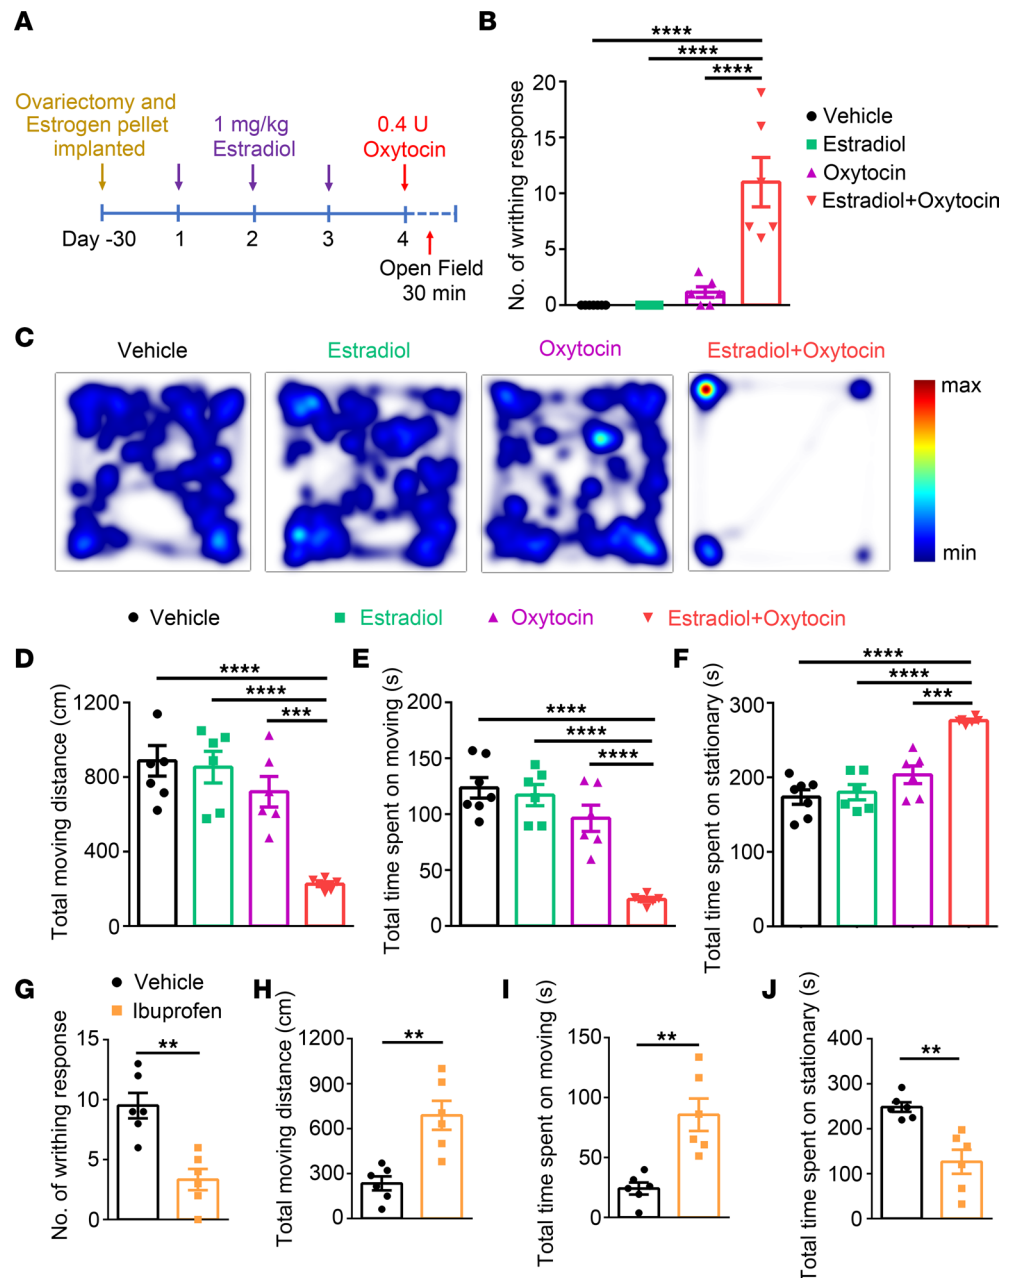 A
Ovariectomy and
Estrogen pellet
implanted
1 mg/kg
Estradiol
0.4 U
Oxytocin
Day -30
1
2
3
4
Open Field
30 min
B
****
****
****
No. of writhing response
20
15
10
5
0
Vehicle
Estradiol
Oxytocin
Estradiol+Oxytocin
C
Vehicle
Estradiol
Oxytocin
Estradiol+Oxytocin
max
min
Vehicle
Estradiol
Oxytocin
Estradiol+Oxytocin
D
****
****
***
Total moving distance (cm)
1200
800
400
0
E
****
****
****
Total time spent on moving (s)
200
150
100
50
0
F
****
****
***
Total time spent on stationary (s)
300
200
100
0
G
Vehicle
Ibuprofen
**
No. of writhing response
15
10
5
0
H
**
Total moving distance (cm)
1200
900
600
300
0
I
**
Total time spent on moving (s)
150
100
50
0
J
**
Total time spent on stationary (s)
400
300
200
100
0